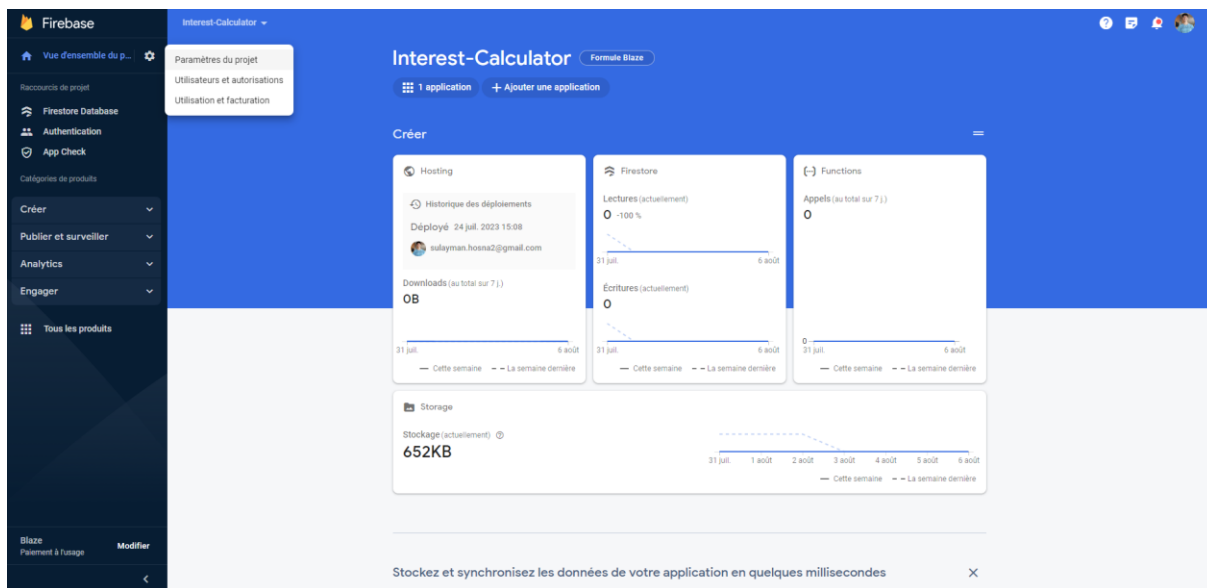 Firebase
Interest-Calculator
Vue d'ensemble du p...
Paramètres du projet
Utilisateurs et autorisations
Utilisation et facturation
Raccourcis de projet
Firestore Database
Authentication
App Check
Catégories de produits
Créer
Publier et surveiller
Analytics
Engager
Tous les produits
Blaze
Paiement à l'usage
Modifier
Interest-Calculator Formule Blaze
1 application + Ajouter une application
Créer
Hosting
Historique des déploiements
Déployé 24 juil. 2023 15:08
sulayman.hosna2@gmail.com
Downloads (au total sur 7 j.)
0B
31 juil. 6 août
Cette semaine La semaine dernière
Firestore
Lectures (actuellement)
0 -100 %
31 juil. 6 août
Écritures (actuellement)
0
31 juil. 6 août
Cette semaine La semaine dernière
Functions
Appels (au total sur 7 j.)
0
0
31 juil. 6 août
Cette semaine La semaine dernière
Storage
Stockage (actuellement)
652KB
31 juil. 1 août 2 août 3 août 4 août 5 août 6 août
Cette semaine La semaine dernière
Stockez et synchronisez les données de votre application en quelques millisecondes